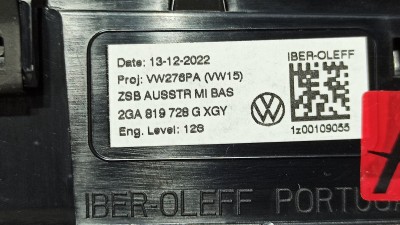 Date: 13-12-2022
Proj: VW276PA (VW15)
ZSB AUSSTR MI BAS
2GA 819 728 G XGY
Eng. Level: 126
IBER-OLEFF
1z00109055
IBER-OLEFF PORTUGA